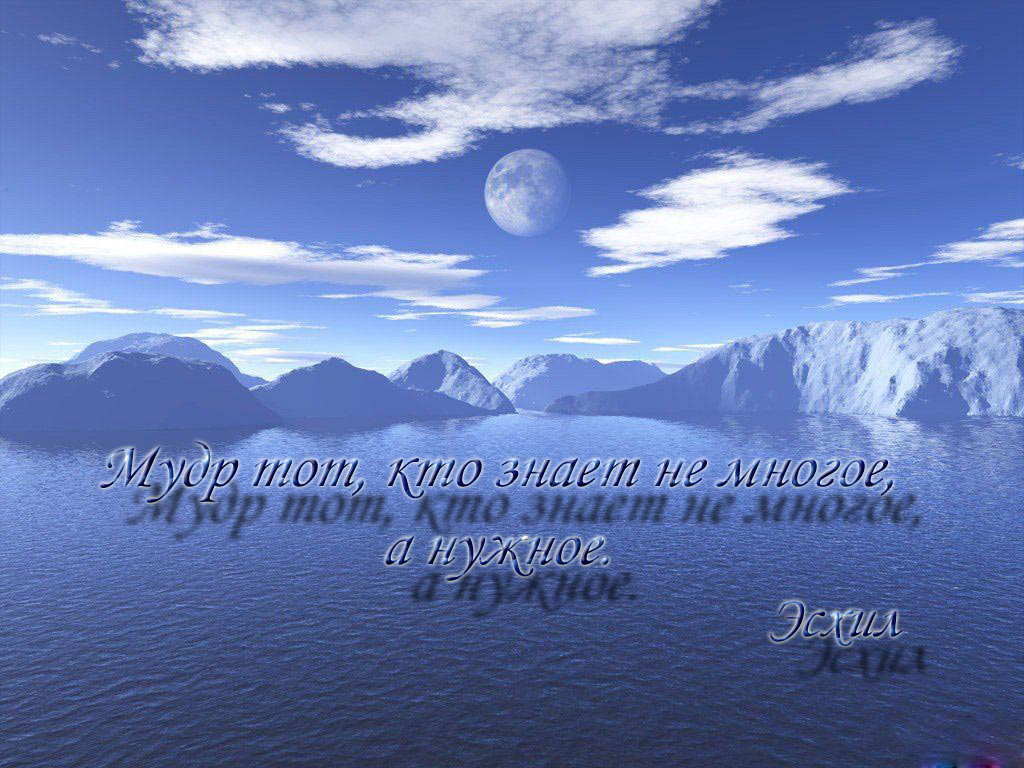 Мудр тот, кто знает не многое,
а нужное.
Эсхил